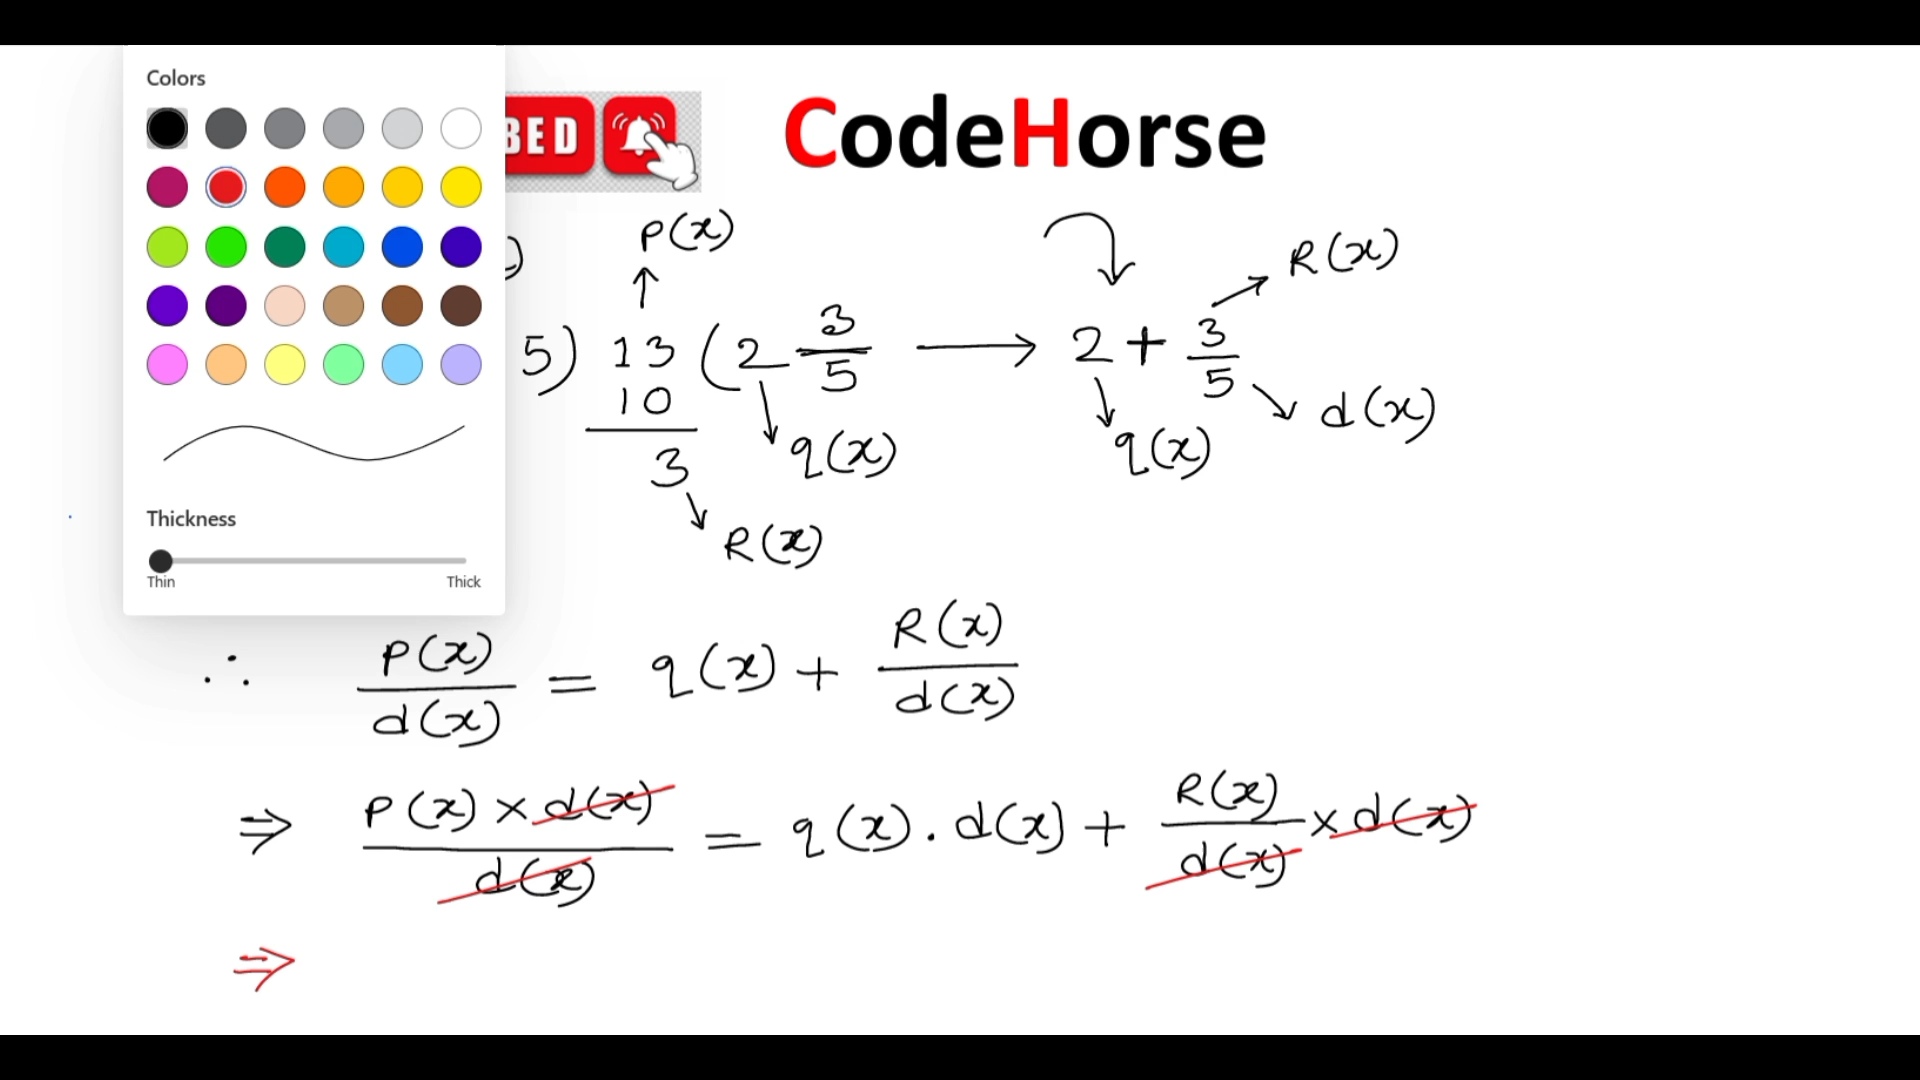 Colors
BED
CodeHorse
P(x)
↑
R(x)
5) 13 (2 3/5 → 2 + 3/5
10
3
q(x)
q(x)
d(x)
R(x)
Thickness
Thin Thick
∴ P(x)/d(x) = q(x) + R(x)/d(x)
⇒ P(x) × d(x)/d(x) = q(x) . d(x) + R(x)/d(x) × d(x)
⇒